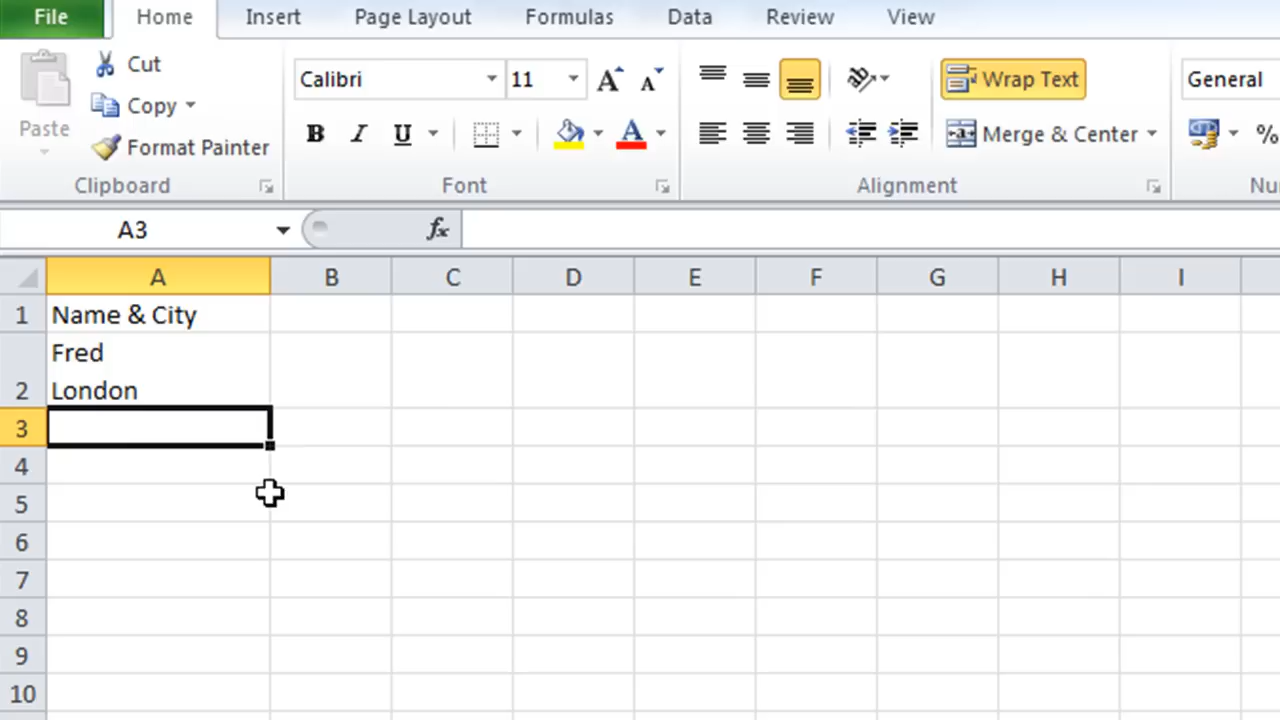 File Home Insert Page Layout Formulas Data Review View
Cut
Copy
Paste
Format Painter
Clipboard
Calibri 11 A A
B I U A
Font
Wrap Text
a Merge & Center
Alignment
General
%
Nu
A3 fx
A B C D E F G H I
1 Name & City
Fred
2 London
3
4
5
6
7
8
9
10